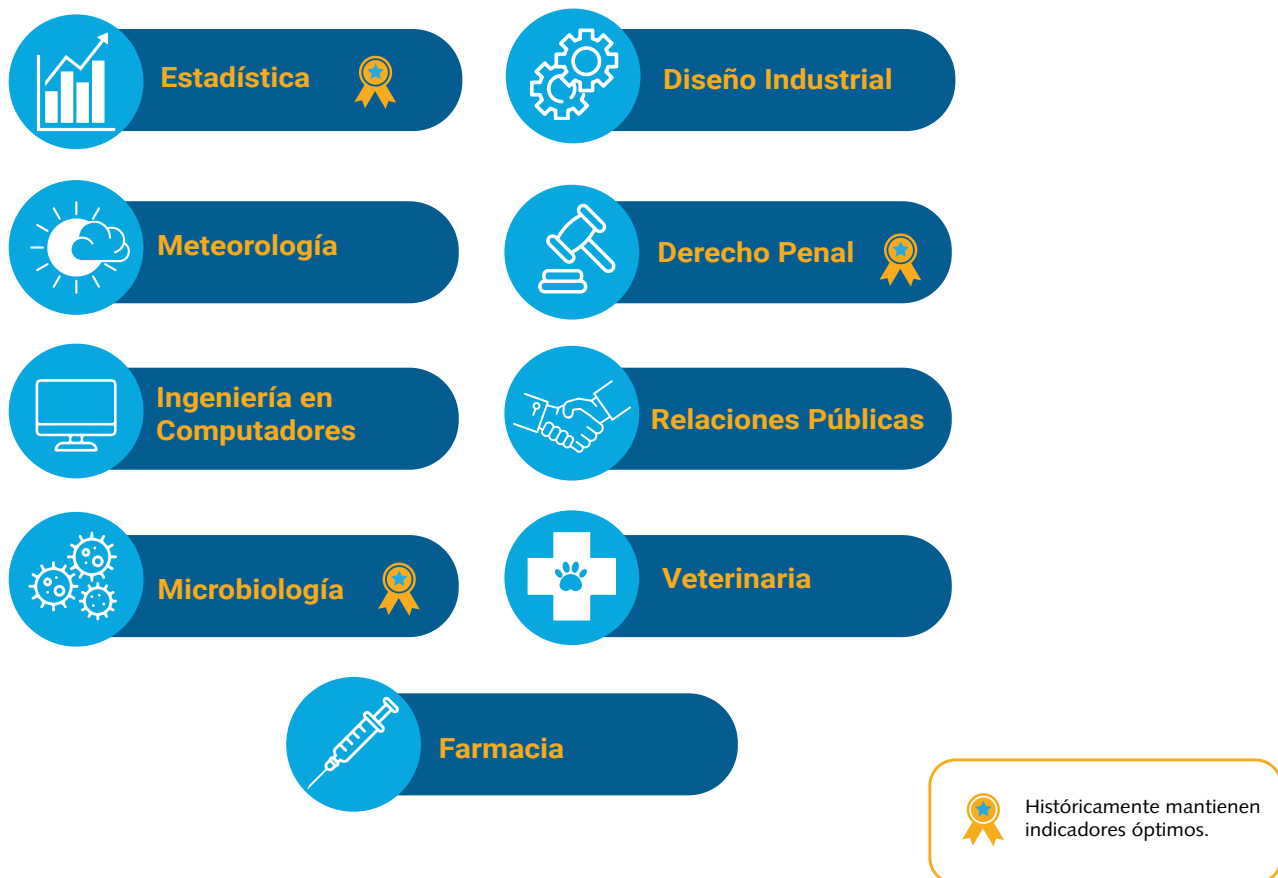 Estadística
Diseño Industrial
Meteorología
Derecho Penal
Ingeniería en
Computadores
Relaciones Públicas
Microbiología
Veterinaria
Farmacia
Históricamente mantienen
indicadores óptimos.